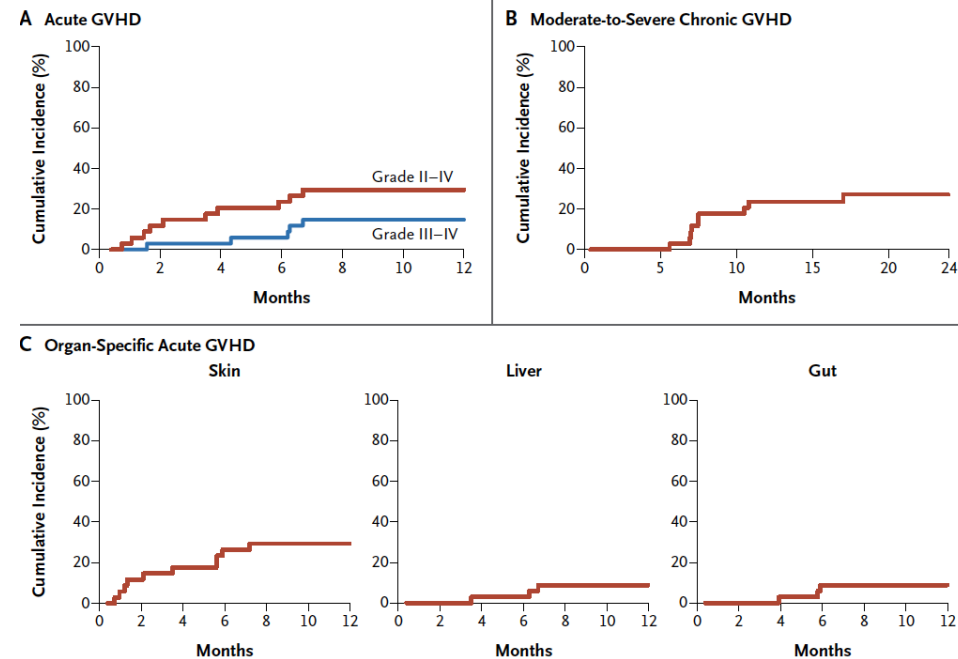 A Acute GVHD
Cumulative Incidence (%)
100
80
60
40
20
0
Grade II–IV
Grade III–IV
0 2 4 6 8 10 12
Months
B Moderate-to-Severe Chronic GVHD
Cumulative Incidence (%)
100
80
60
40
20
0
0 5 10 15 20 24
Months
C Organ-Specific Acute GVHD
Skin
Cumulative Incidence (%)
100
80
60
40
20
0
0 2 4 6 8 10 12
Months
Liver
100
80
60
40
20
0
0 2 4 6 8 10 12
Months
Gut
100
80
60
40
20
0
0 2 4 6 8 10 12
Months